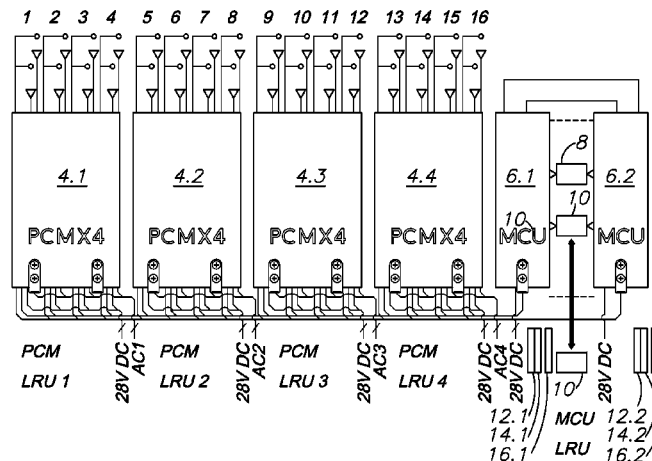 1 2 3 4 5 6 7 8 9 10 11 12 13 14 15 16
4.1 4.2 4.3 4.4 6.1 8 6.2
10 10
PCMX4 PCMX4 PCMX4 PCMX4 MCU MCU
28V DC AC1 28V DC AC2 28V DC AC3 28V DC AC4 28V DC 28V DC
PCM PCM PCM PCM
LRU 1 LRU 2 LRU 3 LRU 4 10
12.1 MCU 12.2
14.1 LRU 14.2
16.1 16.2